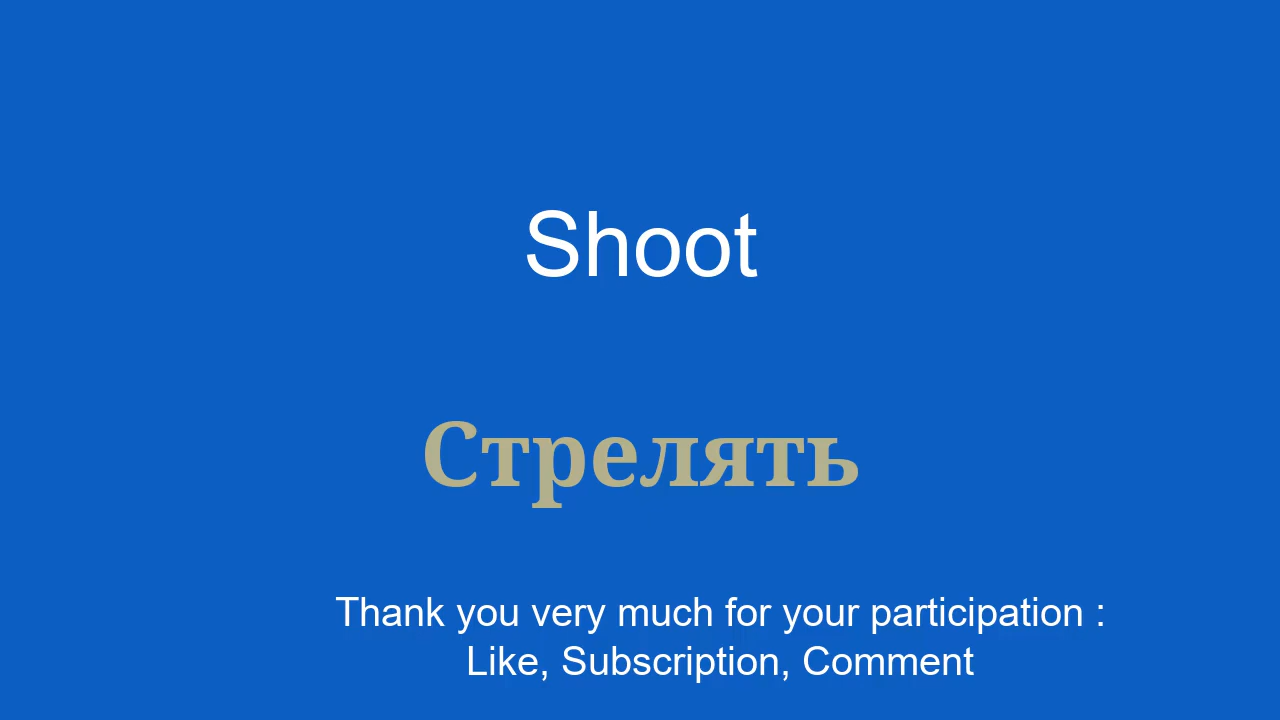 Shoot
Стрелять
Thank you very much for your participation :
Like, Subscription, Comment